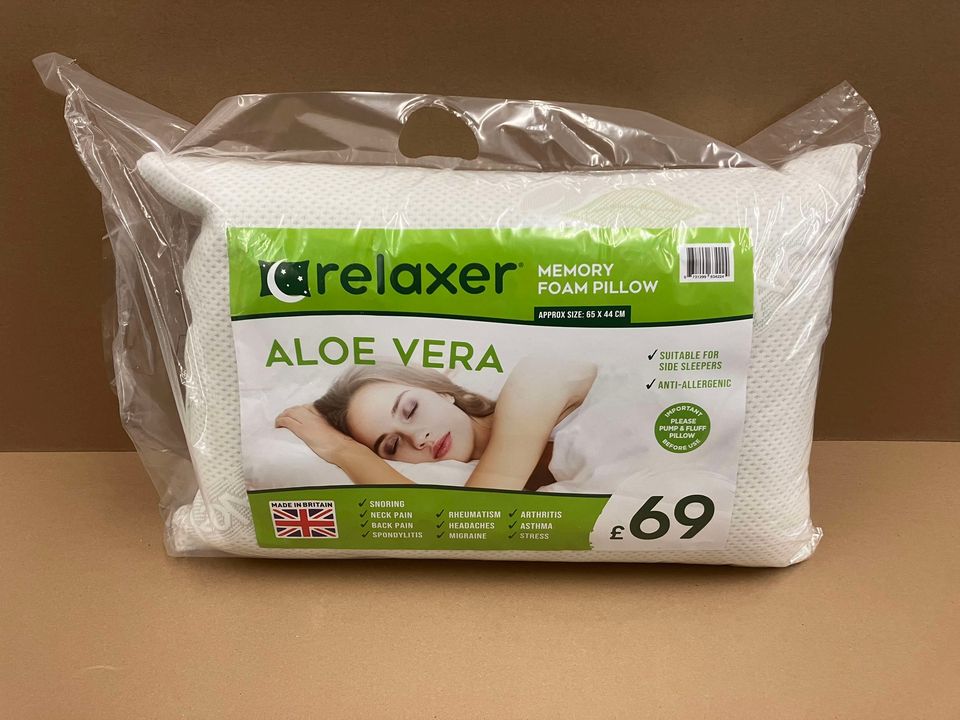 relaxer®
MEMORY
FOAM PILLOW
APPROX SIZE: 65 X 44 CM
ALOE VERA
✓ SUITABLE FOR
SIDE SLEEPERS
✓ ANTI-ALLERGENIC
IMPORTANT
PLEASE
PUMP & FLUFF
PILLOW
BEFORE USE
MADE IN BRITAIN
✓ SNORING
✓ NECK PAIN
✓ BACK PAIN
✓ SPONDYLITIS
✓ RHEUMATISM
✓ HEADACHES
✓ MIGRAINE
✓ ARTHRITIS
✓ ASTHMA
✓ STRESS
£69